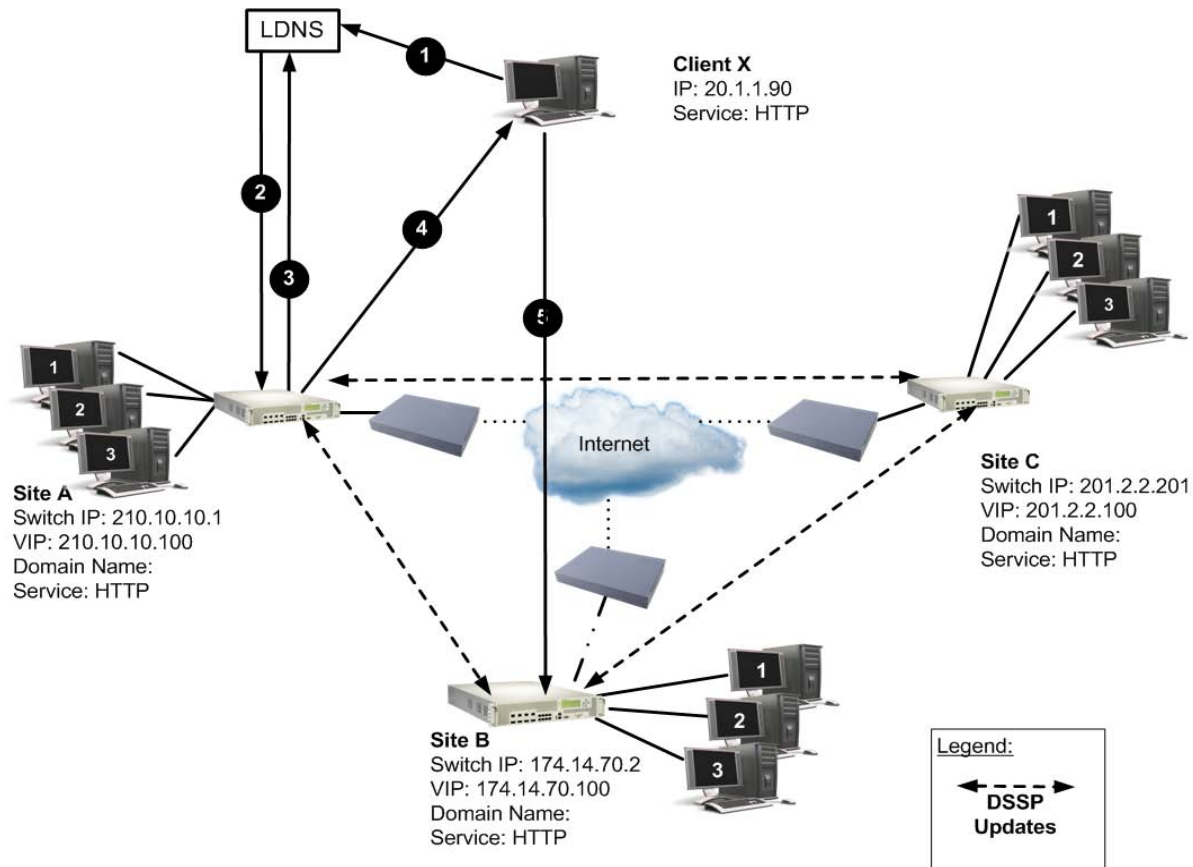 LDNS
1
Client X
IP: 20.1.1.90
Service: HTTP
2
4
3
5
1
2
3
1
2
3
Internet
Site A
Switch IP: 210.10.10.1
VIP: 210.10.10.100
Domain Name:
Service: HTTP
Site C
Switch IP: 201.2.2.201
VIP: 201.2.2.100
Domain Name:
Service: HTTP
1
2
3
Site B
Switch IP: 174.14.70.2
VIP: 174.14.70.100
Domain Name:
Service: HTTP
Legend:
DSSP
Updates